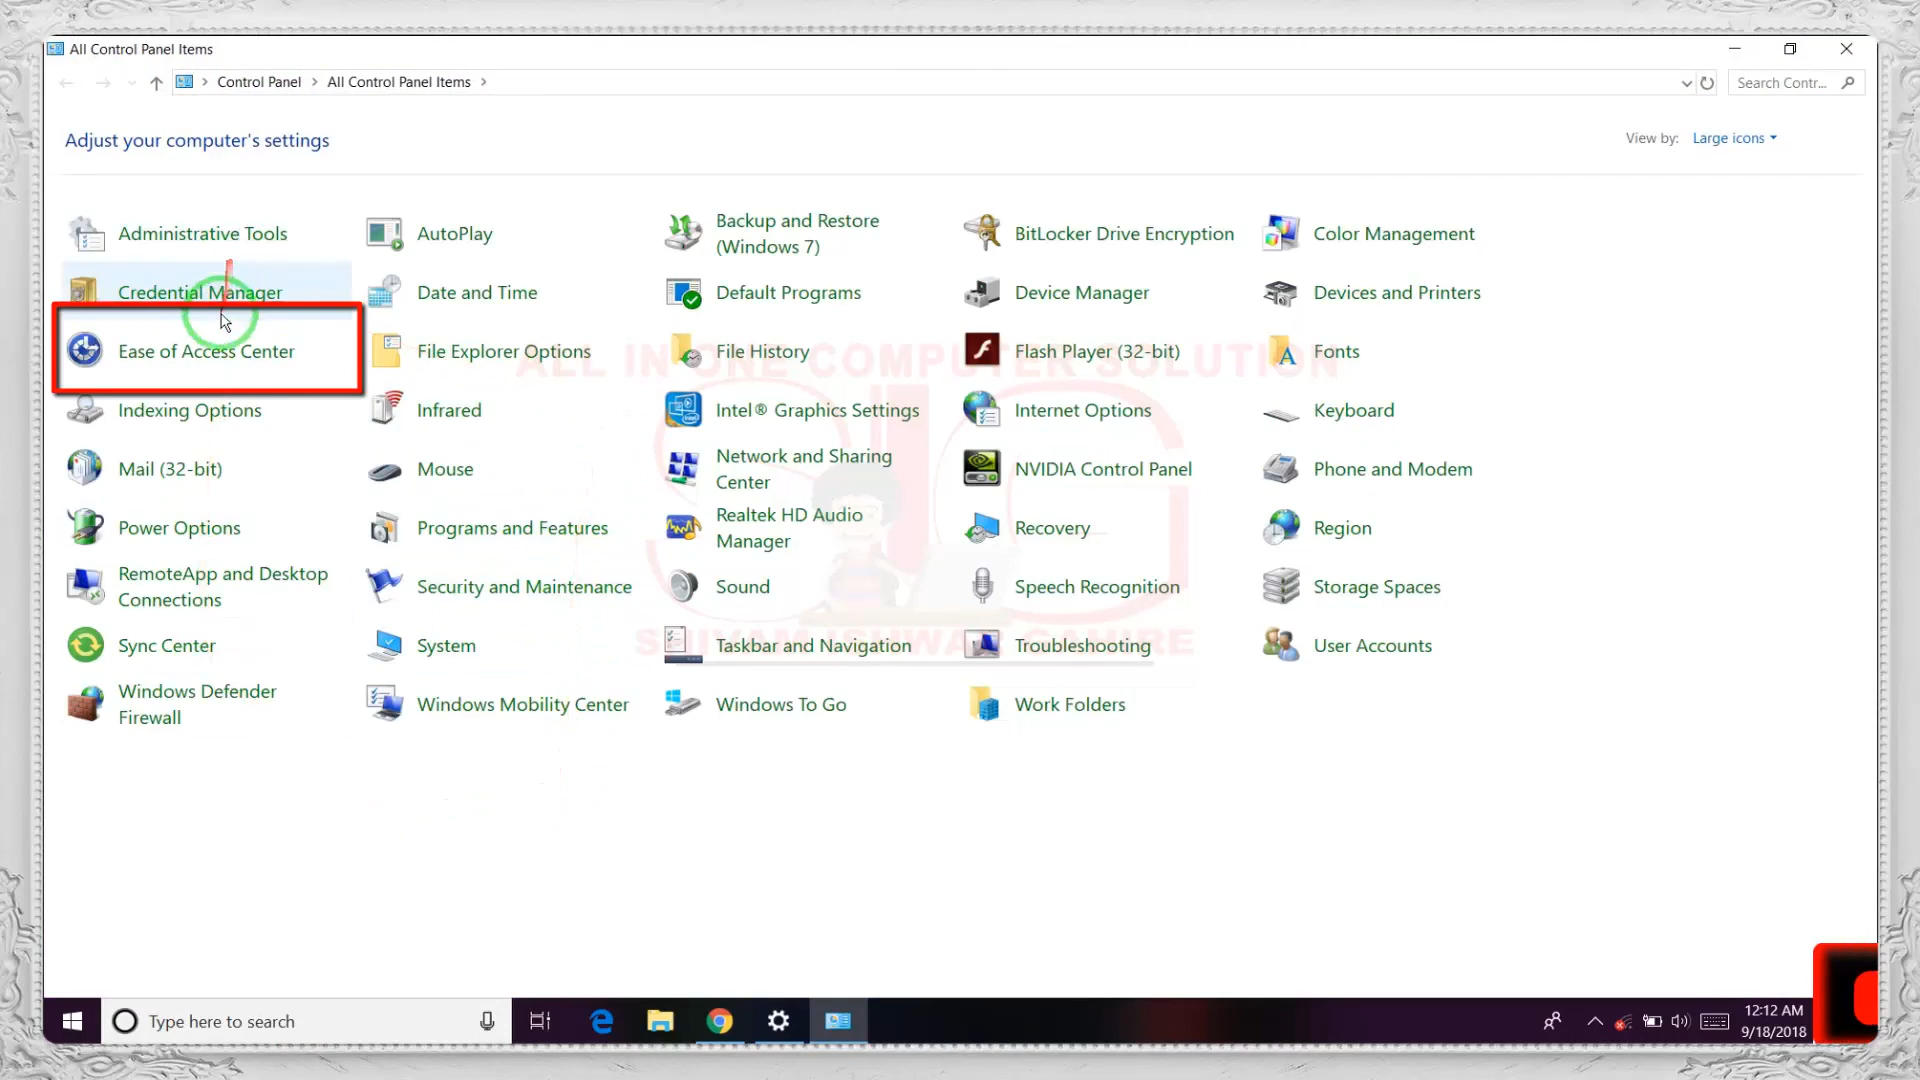 All Control Panel Items
Control Panel
All Control Panel Items
Search Contr...
Adjust your computer's settings
View by: Large icons
Administrative Tools
AutoPlay
Backup and Restore
(Windows 7)
BitLocker Drive Encryption
Color Management
Credential Manager
Date and Time
Default Programs
Device Manager
Devices and Printers
Ease of Access Center
File Explorer Options
File History
Flash Player (32-bit)
Fonts
ALL IN ONE COMPUTER SOLUTION
Indexing Options
Infrared
Intel® Graphics Settings
Internet Options
Keyboard
Mail (32-bit)
Mouse
Network and Sharing
Center
NVIDIA Control Panel
Phone and Modem
Power Options
Programs and Features
Realtek HD Audio
Manager
Recovery
Region
RemoteApp and Desktop
Connections
Security and Maintenance
Sound
Speech Recognition
Storage Spaces
Sync Center
System
Taskbar and Navigation
Troubleshooting
User Accounts
Windows Defender
Firewall
Windows Mobility Center
Windows To Go
Work Folders
Type here to search
12:12 AM
9/18/2018